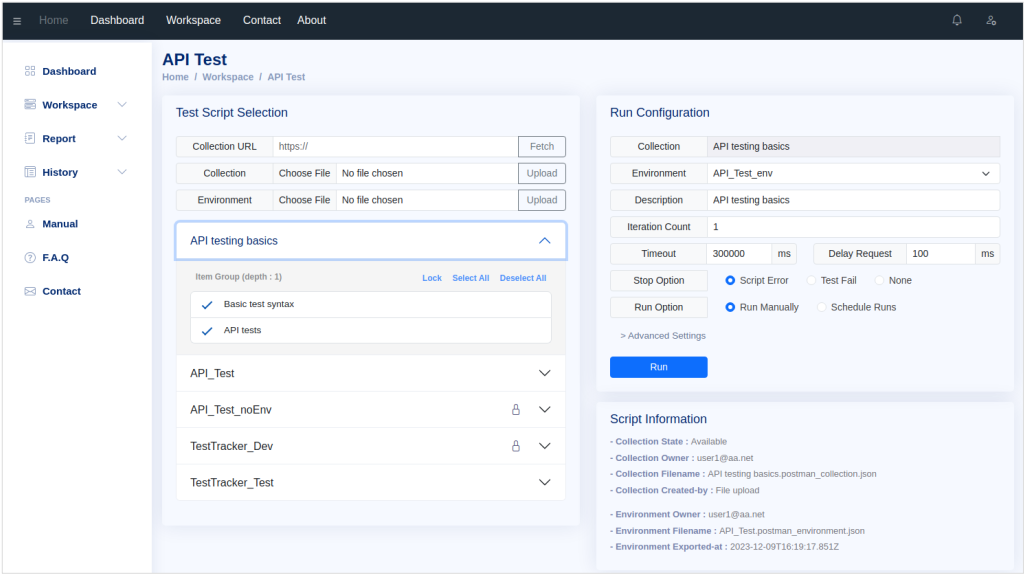 Home Dashboard Workspace Contact About
Dashboard
Workspace
Report
History
PAGES
Manual
F.A.Q
Contact
API Test
Home / Workspace / API Test
Test Script Selection
Collection URL https:// Fetch
Collection Choose File No file chosen Upload
Environment Choose File No file chosen Upload
API testing basics
Item Group (depth : 1) Lock Select All Deselect All
Basic test syntax
API tests
API_Test
API_Test_noEnv
TestTracker_Dev
TestTracker_Test
Run Configuration
Collection API testing basics
Environment API_Test_env
Description API testing basics
Iteration Count 1
Timeout 300000 ms Delay Request 100 ms
Stop Option Script Error Test Fail None
Run Option Run Manually Schedule Runs
> Advanced Settings
Run
Script Information
- Collection State : Available
- Collection Owner : user1@aa.net
- Collection Filename : API testing basics.postman_collection.json
- Collection Created-by : File upload
- Environment Owner : user1@aa.net
- Environment Filename : API_Test.postman_environment.json
- Environment Exported-at : 2023-12-09T16:19:17.851Z